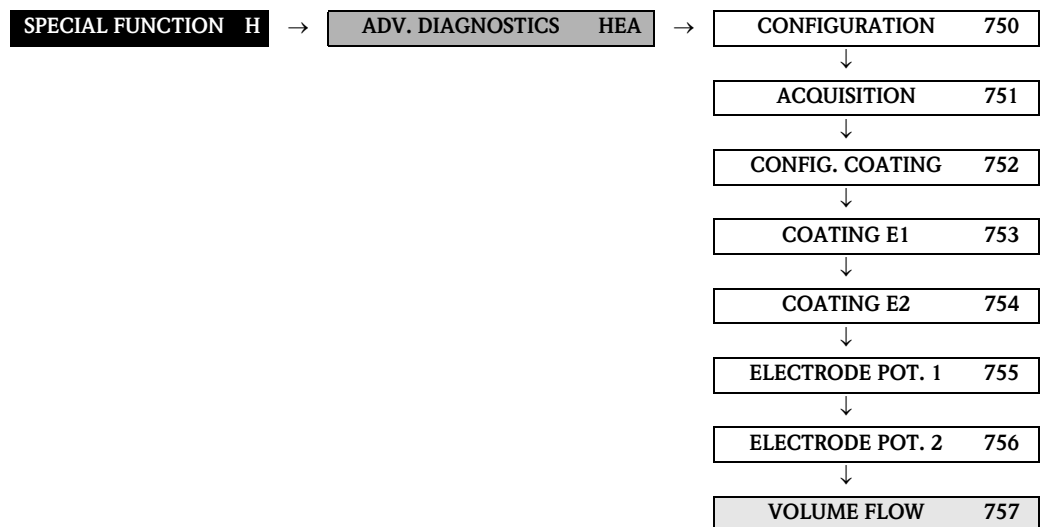 SPECIAL FUNCTION H → ADV. DIAGNOSTICS HEA → CONFIGURATION 750
↓
ACQUISITION 751
↓
CONFIG. COATING 752
↓
COATING E1 753
↓
COATING E2 754
↓
ELECTRODE POT. 1 755
↓
ELECTRODE POT. 2 756
↓
VOLUME FLOW 757